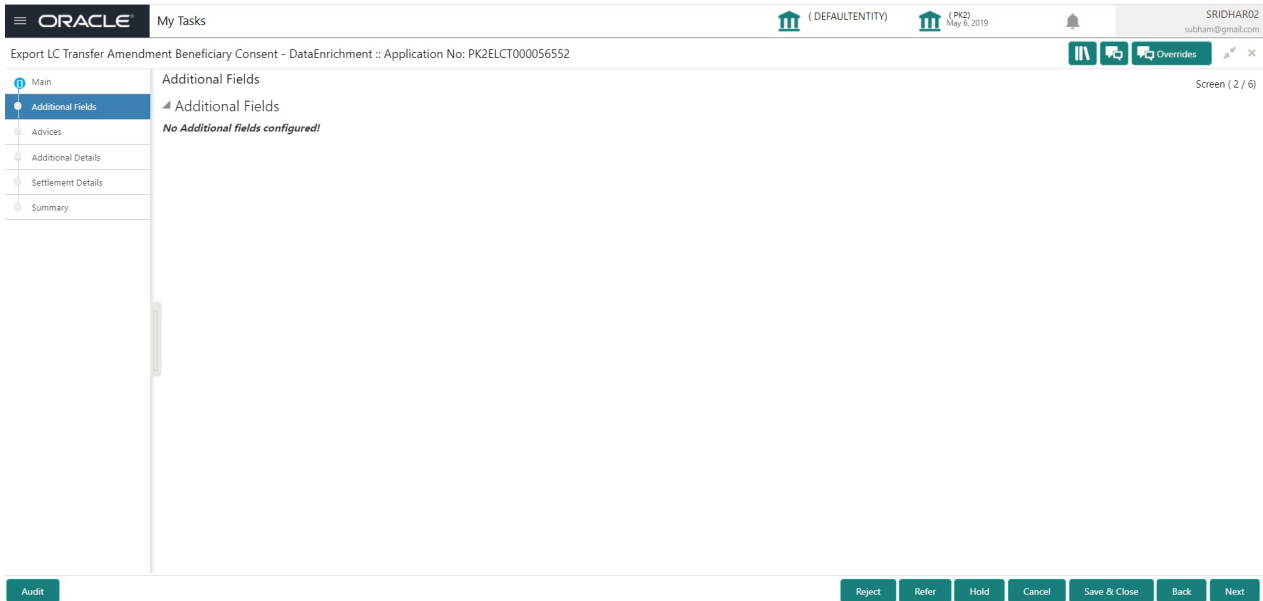 ORACLE
My Tasks
( DEFAULTENTITY)
( PK2)
May 6, 2019
SRIDHAR02
subham@gmail.com
Export LC Transfer Amendment Beneficiary Consent - DataEnrichment :: Application No: PK2ELCT000056552
Overrides
Main
Additional Fields
Advices
Additional Details
Settlement Details
Summary
Additional Fields
Screen ( 2 / 6)
Additional Fields
No Additional fields configured!
Audit
Reject
Refer
Hold
Cancel
Save & Close
Back
Next